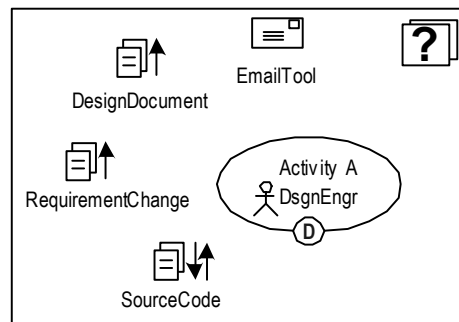 ?
EmailTool
DesignDocument
Activity A
DsgnEngr
RequirementChange
D
SourceCode